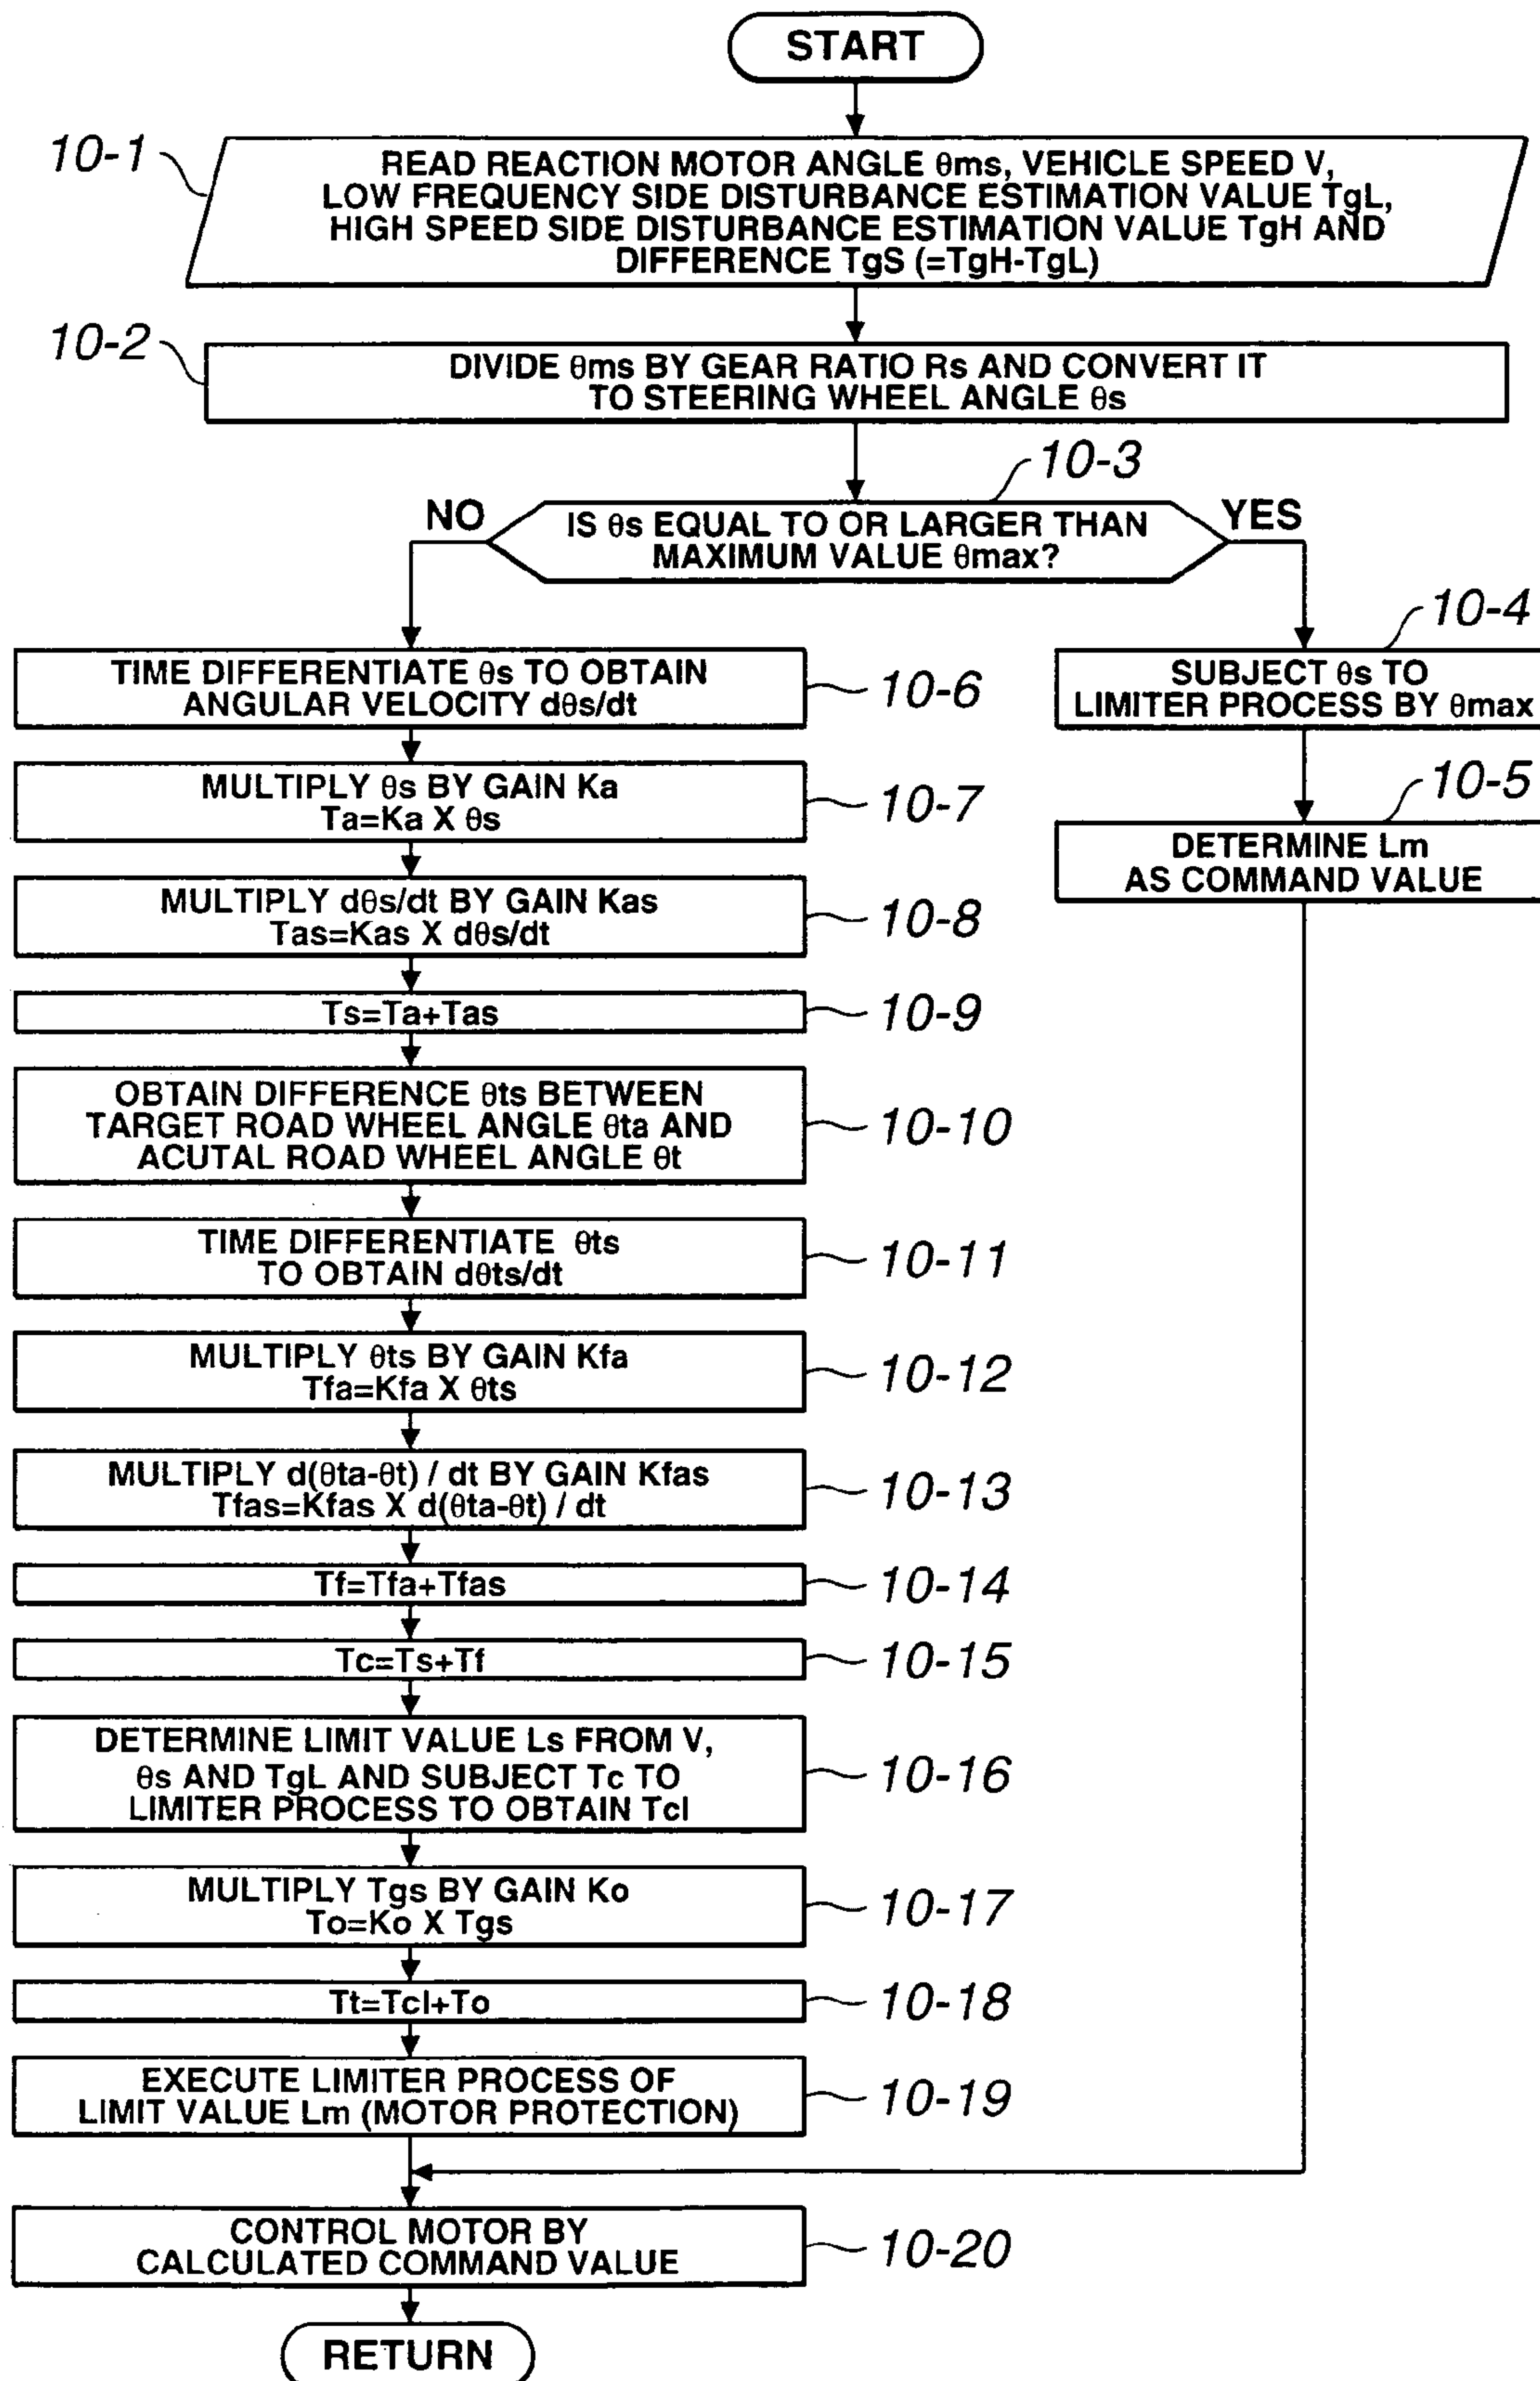 START
10-1
READ REACTION MOTOR ANGLE θms, VEHICLE SPEED V,
LOW FREQUENCY SIDE DISTURBANCE ESTIMATION VALUE TgL,
HIGH SPEED SIDE DISTURBANCE ESTIMATION VALUE TgH AND
DIFFERENCE TgS (=TgH-TgL)
10-2
DIVIDE θms BY GEAR RATIO Rs AND CONVERT IT
TO STEERING WHEEL ANGLE θs
10-3
NO
IS θs EQUAL TO OR LARGER THAN
MAXIMUM VALUE θmax?
YES
10-4
SUBJECT θs TO
LIMITER PROCESS BY θmax
10-5
DETERMINE Lm
AS COMMAND VALUE
TIME DIFFERENTIATE θs TO OBTAIN
ANGULAR VELOCITY dθs/dt
10-6
MULTIPLY θs BY GAIN Ka
Ta=Ka X θs
10-7
MULTIPLY dθs/dt BY GAIN Kas
Tas=Kas X dθs/dt
10-8
Ts=Ta+Tas
10-9
OBTAIN DIFFERENCE θts BETWEEN
TARGET ROAD WHEEL ANGLE θta AND
ACUTAL ROAD WHEEL ANGLE θt
10-10
TIME DIFFERENTIATE θts
TO OBTAIN dθts/dt
10-11
MULTIPLY θts BY GAIN Kfa
Tfa=Kfa X θts
10-12
MULTIPLY d(θta-θt) / dt BY GAIN Kfas
Tfas=Kfas X d(θta-θt) / dt
10-13
Tf=Tfa+Tfas
10-14
Tc=Ts+Tf
10-15
DETERMINE LIMIT VALUE Ls FROM V,
θs AND TgL AND SUBJECT Tc TO
LIMITER PROCESS TO OBTAIN Tcl
10-16
MULTIPLY Tgs BY GAIN Ko
To=Ko X Tgs
10-17
Tt=Tcl+To
10-18
EXECUTE LIMITER PROCESS OF
LIMIT VALUE Lm (MOTOR PROTECTION)
10-19
CONTROL MOTOR BY
CALCULATED COMMAND VALUE
10-20
RETURN